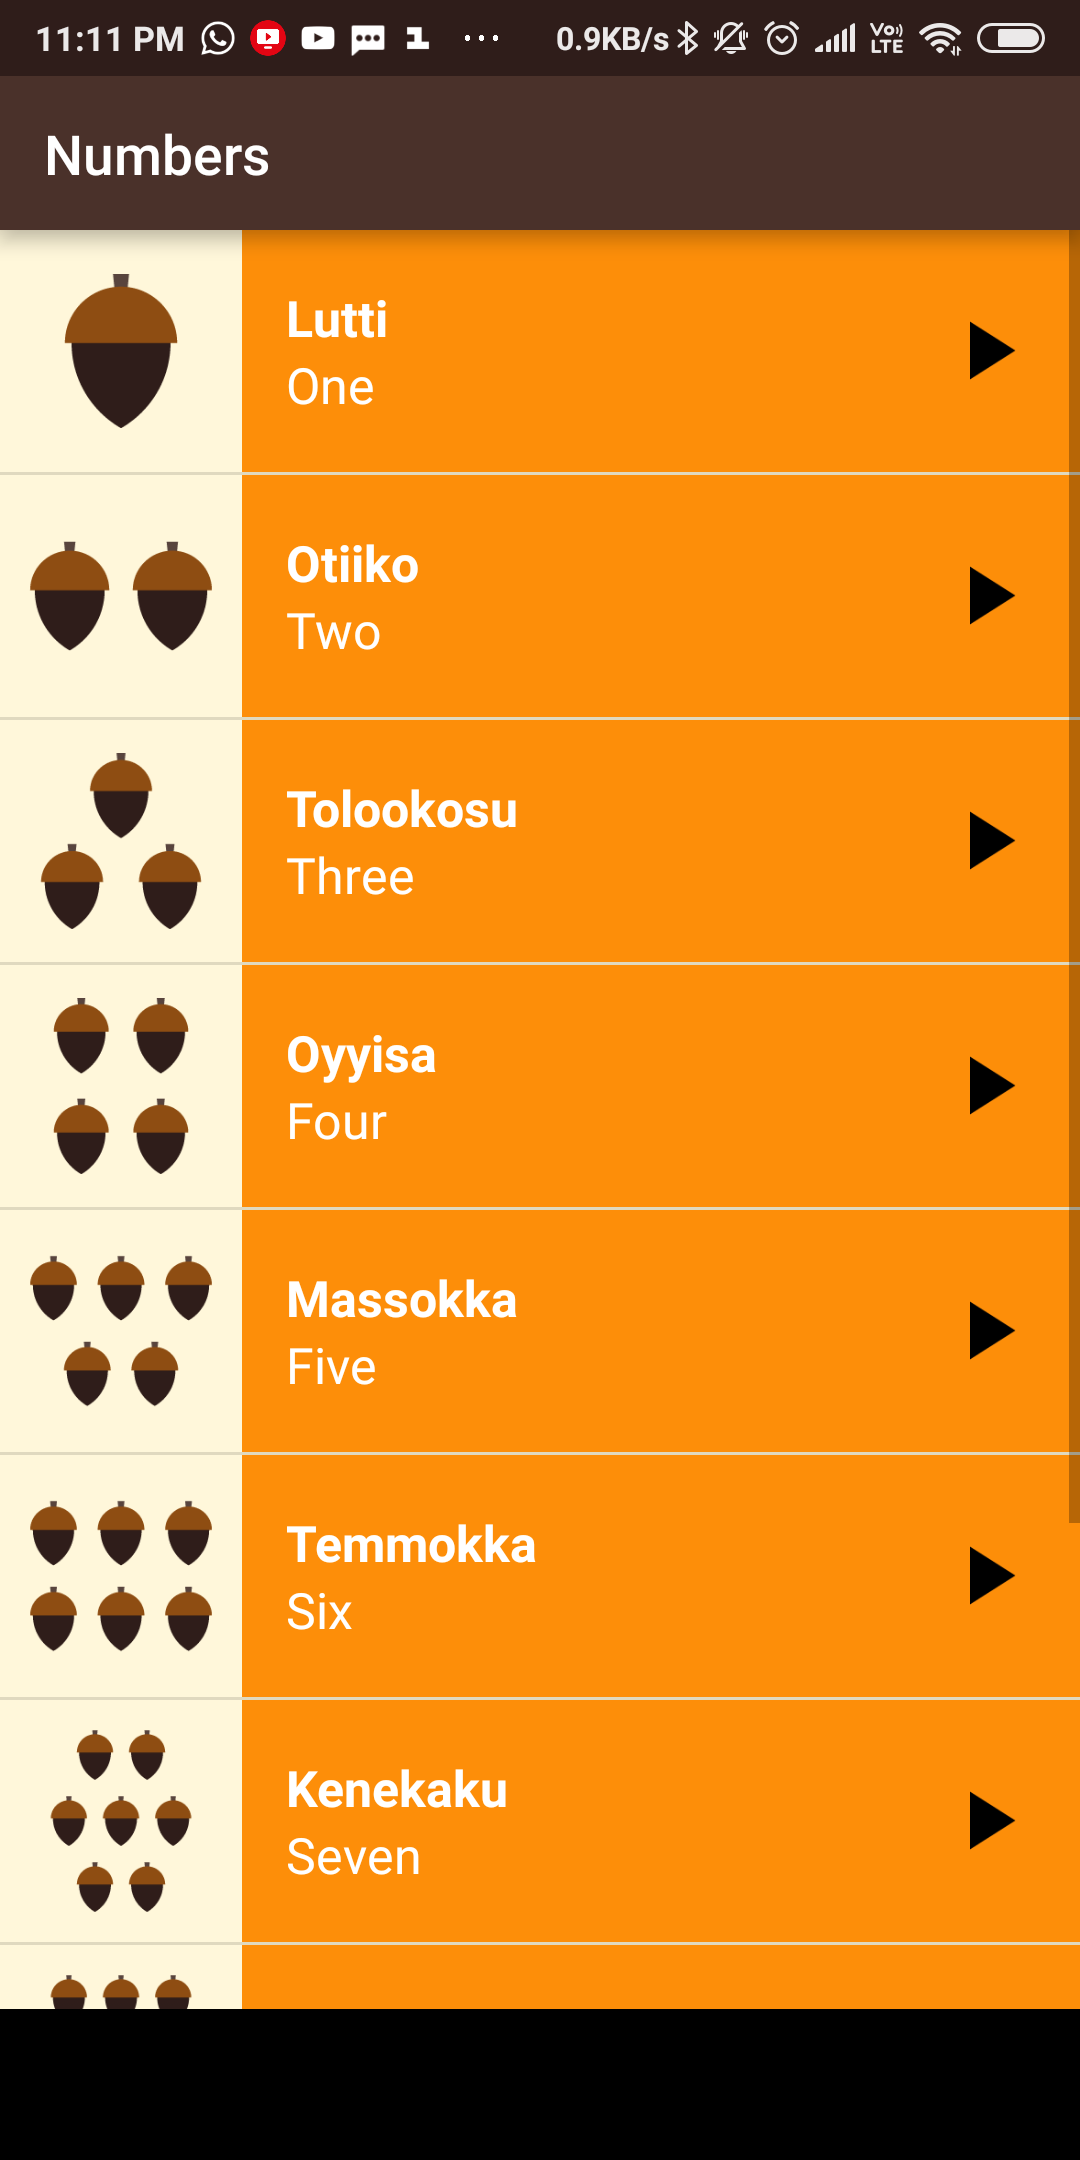 11:11 PM 1 ... 0.9KB/s Vo)) LTE
Numbers
Lutti
One
Otiiko
Two
Tolookosu
Three
Oyyisa
Four
Massokka
Five
Temmokka
Six
Kenekaku
Seven